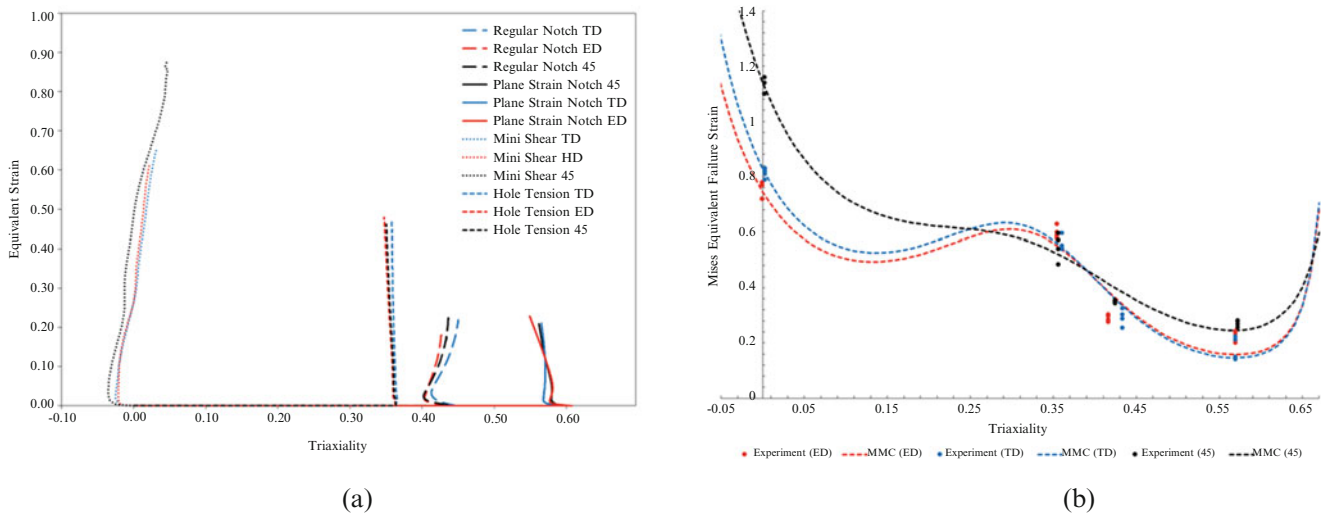 1.00
0.90
0.80
0.70
0.60
0.50
0.40
0.30
0.20
0.10
0.00
-0.10
0.00
0.10
0.20
0.30
0.40
0.50
0.60
Equivalent Strain
Triaxiality
Regular Notch TD
Regular Notch ED
Regular Notch 45
Plane Strain Notch 45
Plane Strain Notch TD
Plane Strain Notch ED
Mini Shear TD
Mini Shear HD
Mini Shear 45
Hole Tension TD
Hole Tension ED
Hole Tension 45
(a)
1.4
1.2
1
0.8
0.6
0.4
0.2
0
-0.05
0.05
0.15
0.25
0.35
0.45
0.55
0.65
Mises Equivalent Failure Strain
Triaxiality
Experiment (ED)
MMC (ED)
Experiment (TD)
MMC (TD)
Experiment (45)
MMC (45)
(b)